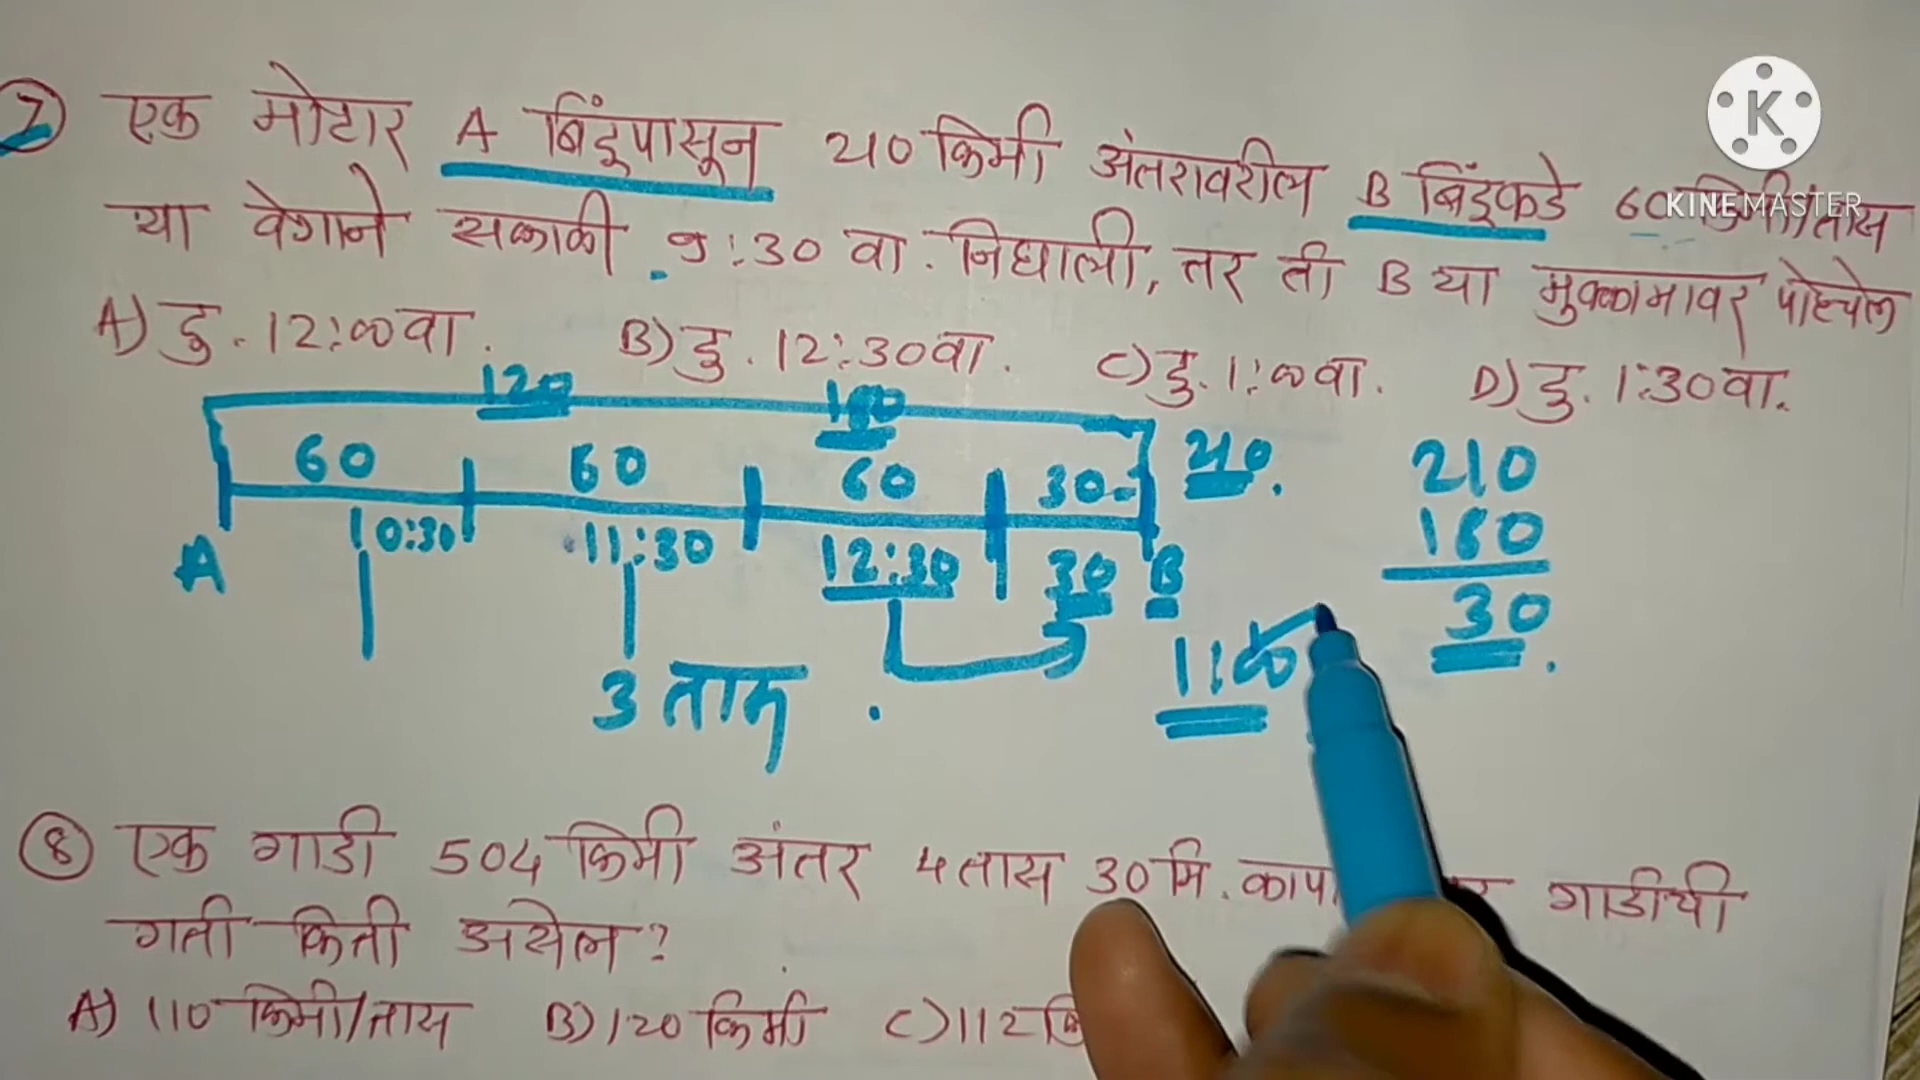 7 एक मोटार A बिंदूपासून 210 किमी अंतरावरील B बिंदूकडे 60 किमी/तास
या वेगाने सकाळी 9:30 वा. निघाली, तर ती B या मुक्कामावर पोहचेल
A) दु. 12:00 वा. B) दु. 12:30 वा. C) दु. 1:00 वा. D) दु. 1:30 वा.
120 180
60 60 60 30 210.
10:30 11:30 12:30 30
A B
3 तास
1:00
210
180
30
8 एक गाडी 504 किमी अंतर 4 तास 30 मि. गाडीची
गती किती असेल?
A) 110 किमी/तास B) 120 किमी C) 112
K
KINEMASTER